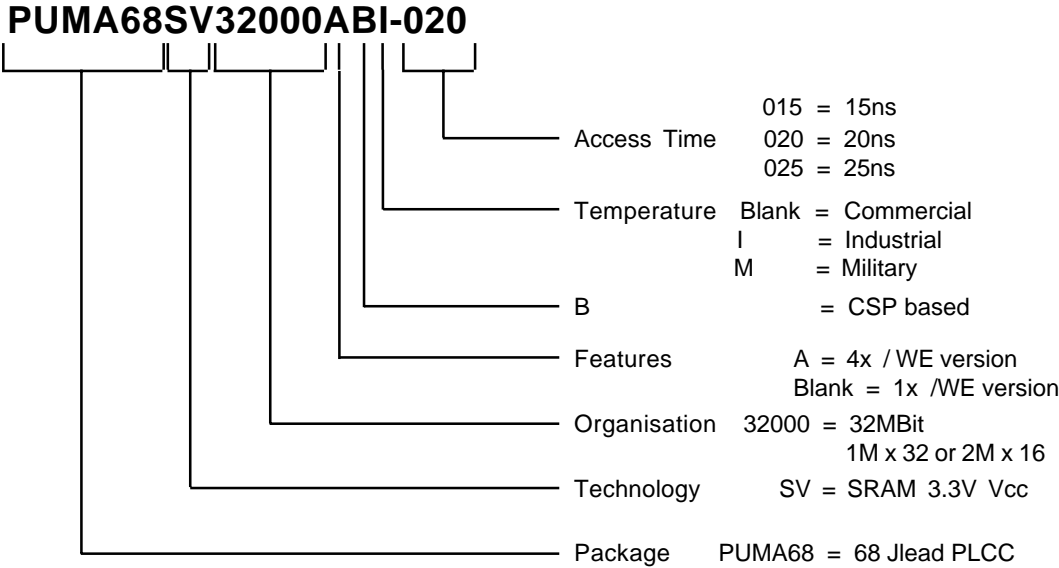 PUMA68SV32000ABI-020
015 = 15ns
Access Time 020 = 20ns
025 = 25ns
Temperature Blank = Commercial
I = Industrial
M = Military
B = CSP based
Features A = 4x / WE version
Blank = 1x /WE version
Organisation 32000 = 32MBit
1M x 32 or 2M x 16
Technology SV = SRAM 3.3V Vcc
Package PUMA68 = 68 Jlead PLCC